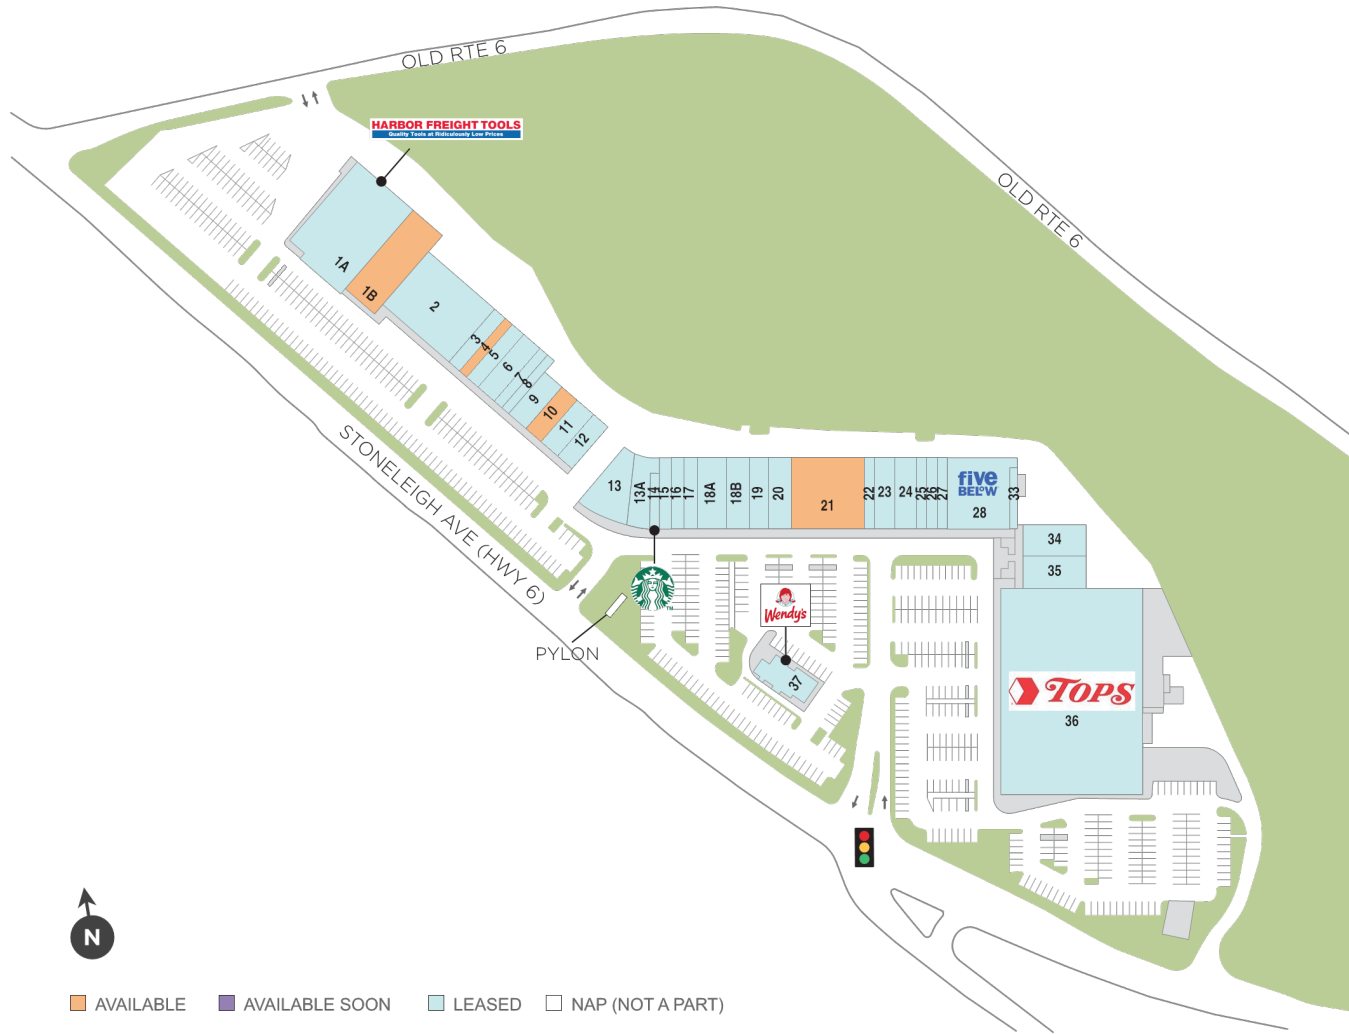 OLD RTE 6
HARBOR FREIGHT TOOLS
Quality Tools at Ridiculously Low Prices
OLD RTE 6
1A
1B
2
3
4
5
6
7
8
9
10
11
12
STONELEIGH AVE (HWY 6)
13
13A
14
15
16
17
18A
18B
19
20
21
22
23
24
25
26
27
five
BELOW
28
33
34
35
TM
Wendy's
PYLON
37
TOPS
36
N
AVAILABLE
AVAILABLE SOON
LEASED
NAP (NOT A PART)